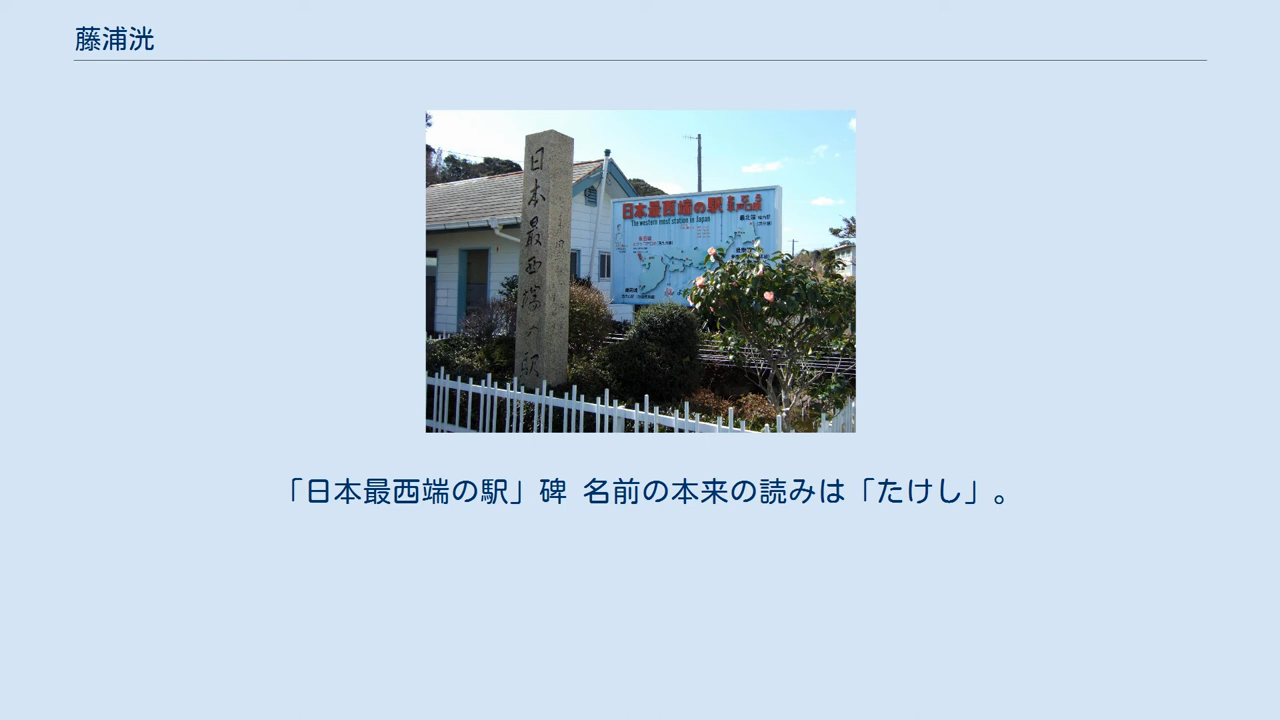 藤浦洸
日本最西端の駅
日本最西端の駅
The western most station in Japan
「日本最西端の駅」碑 名前の本来の読みは「たけし」。